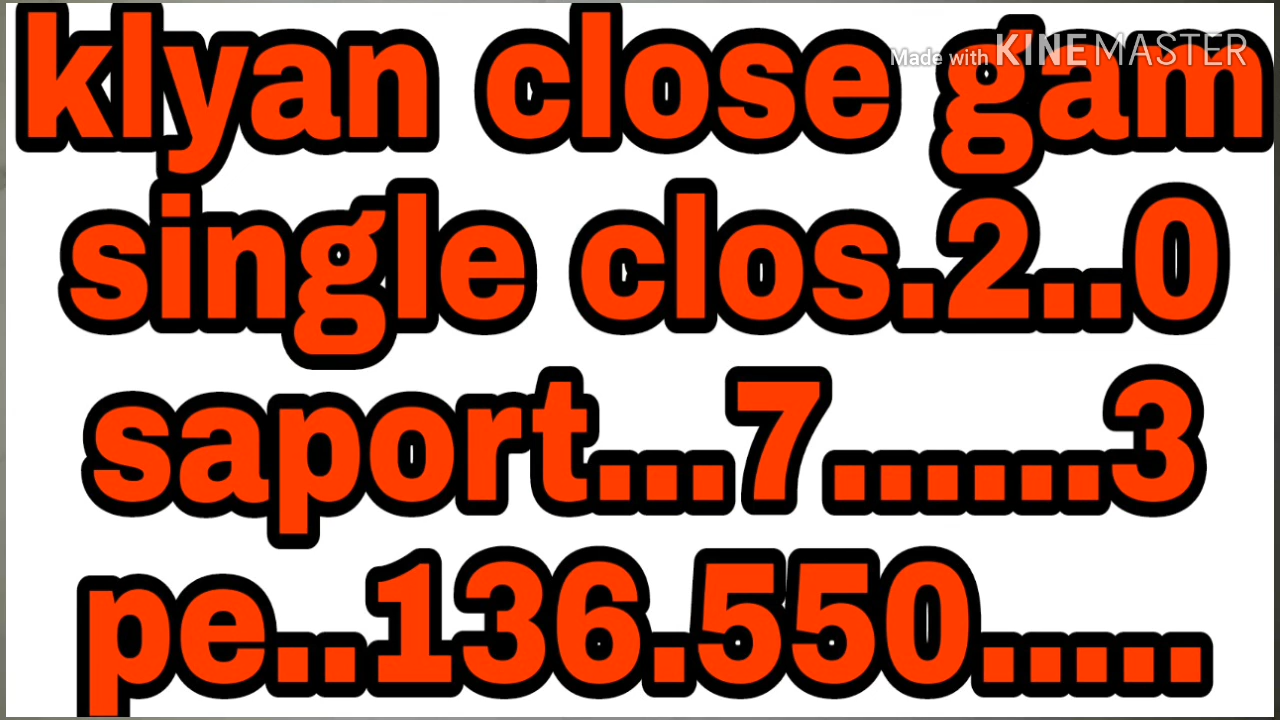 klyan close gam
Made with KINEMASTER
single clos.2..0
saport...7......3
pe..136.550.....